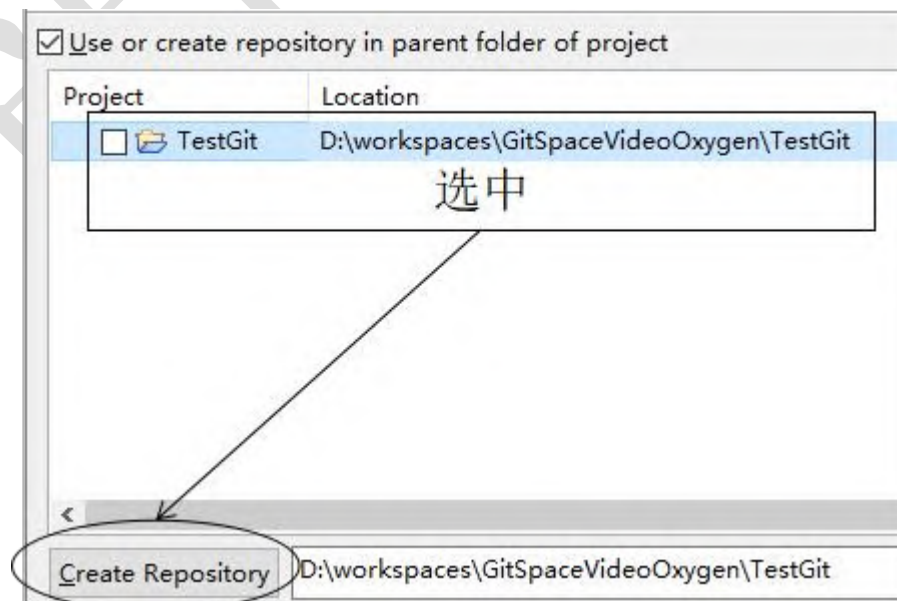 Use or create repository in parent folder of project
Project Location
TestGit D:\workspaces\GitSpaceVideoOxygen\TestGit
选中
Create Repository D:\workspaces\GitSpaceVideoOxygen\TestGit